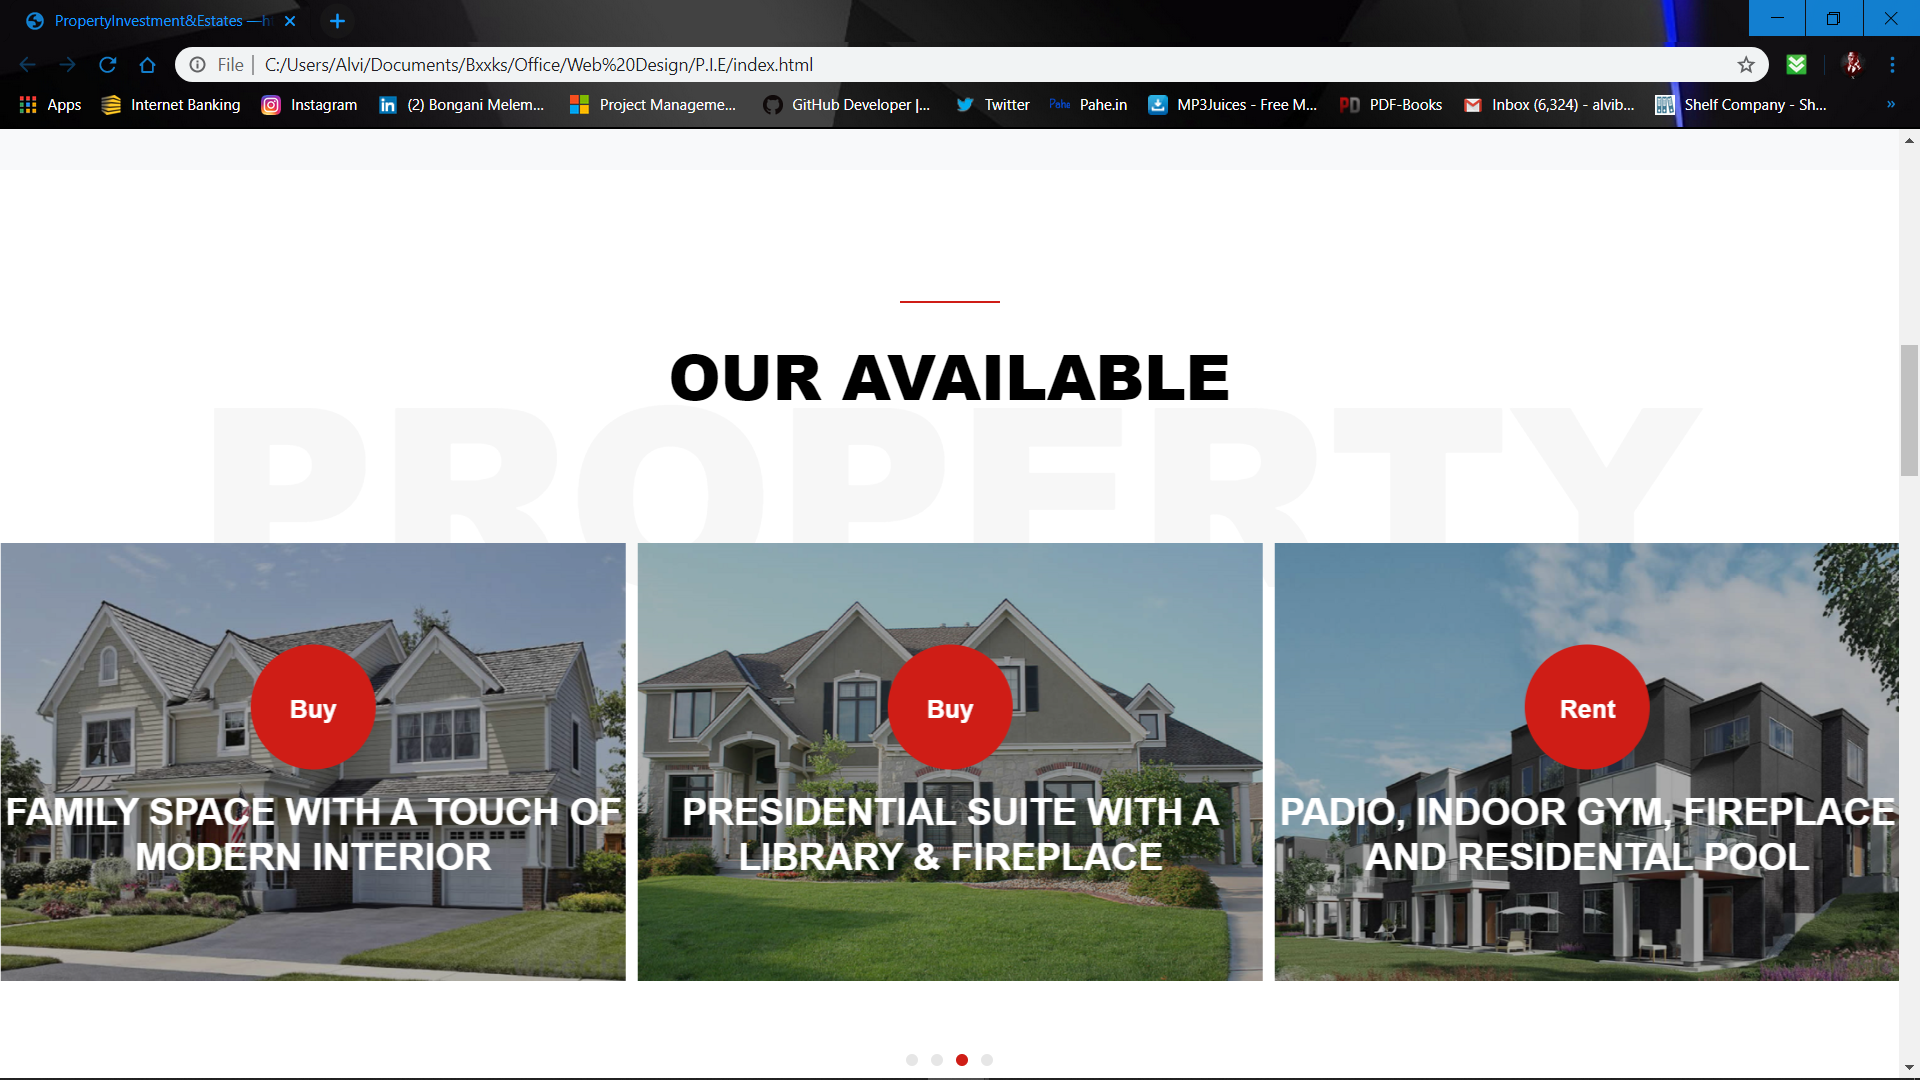 PropertyInvestment&Estates —
File | C:/Users/Alvi/Documents/Bxxks/Office/Web%20Design/P.I.E/index.html
Apps Internet Banking Instagram (2) Bongani Melem... Project Manageme... GitHub Developer |... Twitter Pahe.in MP3Juices - Free M... PDF-Books Inbox (6,324) - alvib... Shelf Company - Sh... »
OUR AVAILABLE
PROPERTY
Buy
FAMILY SPACE WITH A TOUCH OF
MODERN INTERIOR
Buy
PRESIDENTIAL SUITE WITH A
LIBRARY & FIREPLACE
Rent
PADIO, INDOOR GYM, FIREPLACE
AND RESIDENTAL POOL